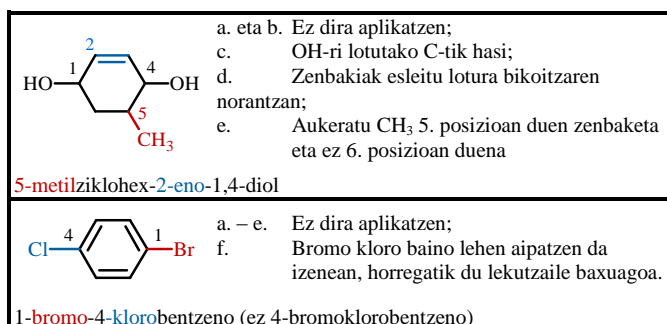 a. eta b. Ez dira aplikatzen;
c. OH-ri lotutako C-tik hasi;
d. Zenbakiak esleitu lotura bikoitzaren
norantzan;
e. Aukeratu CH₃ 5. posizioan duen zenbaketa
eta ez 6. posizioan duena
2
1
4
HO
OH
5
CH₃
5-metilziklohex-2-eno-1,4-diol
a. – e. Ez dira aplikatzen;
f. Bromo kloro baino lehen aipatzen da
izenean, horregatik du lekutzaile baxuagoa.
4
1
Cl
Br
1-bromo-4-klorobentzeno (ez 4-bromoklorobentzeno)